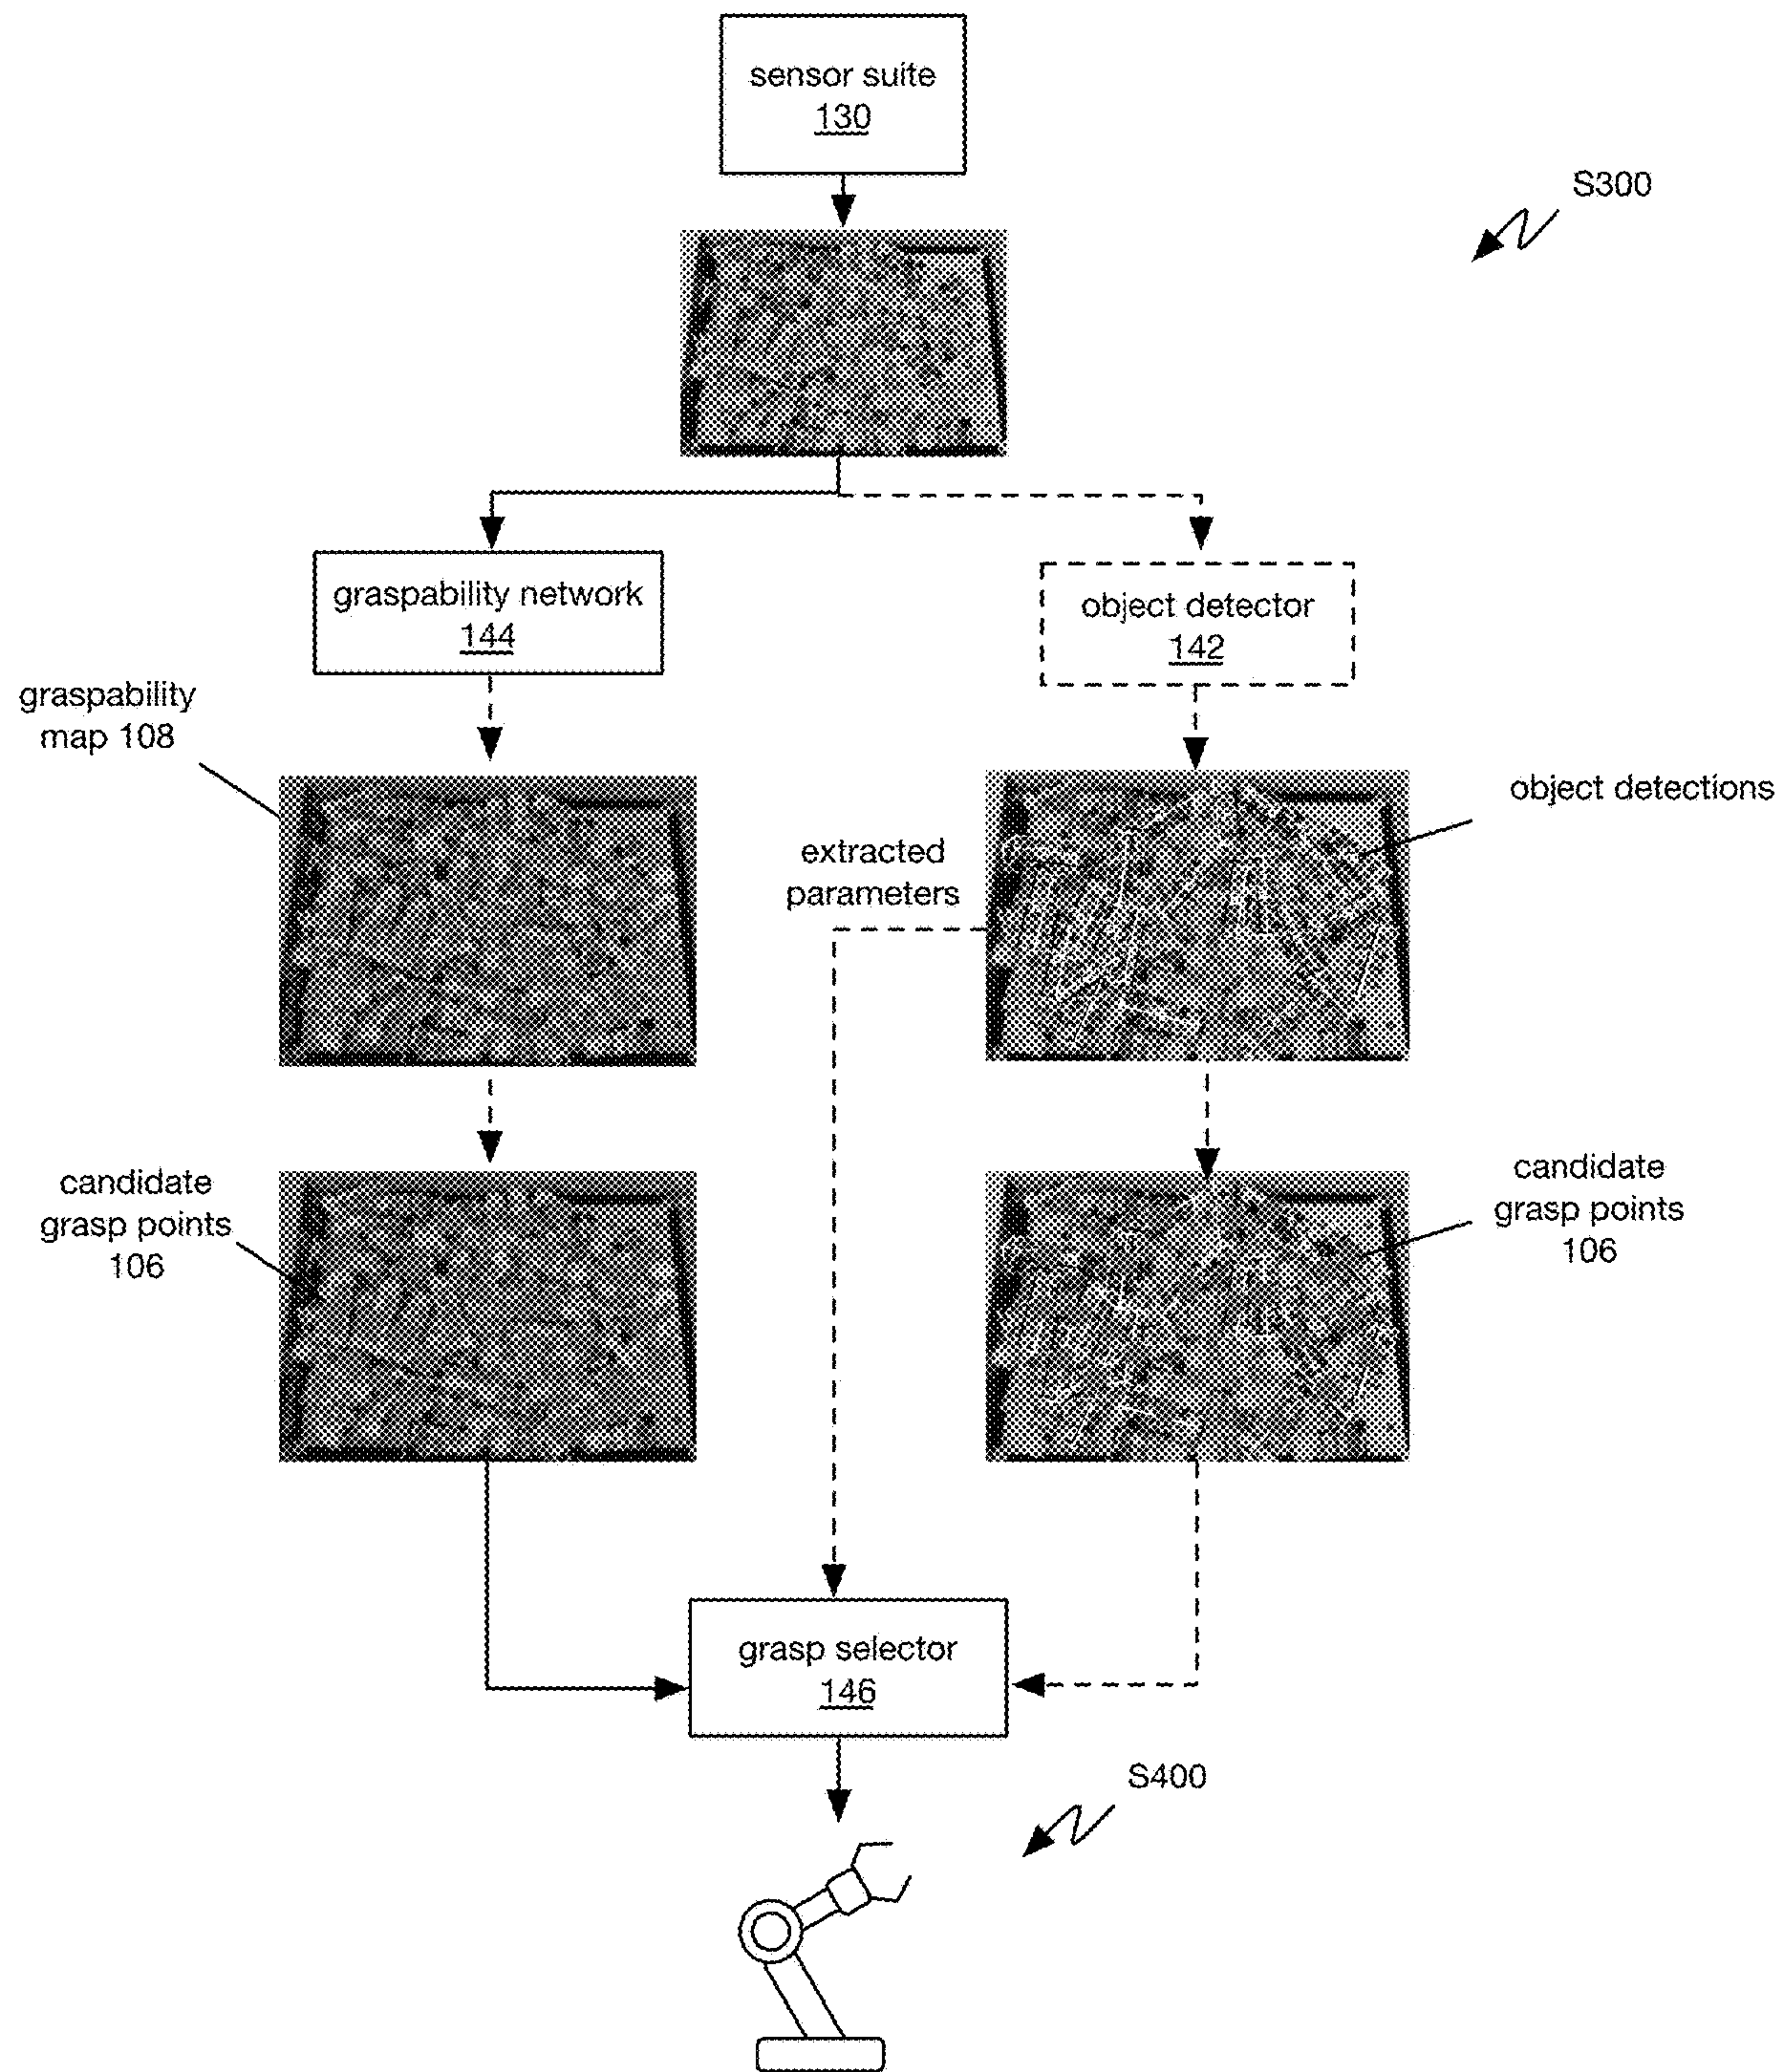 sensor suite
130
S300
graspability network
144
object detector
142
graspability
map 108
object detections
extracted
parameters
candidate
grasp points
106
candidate
grasp points
106
grasp selector
146
S400